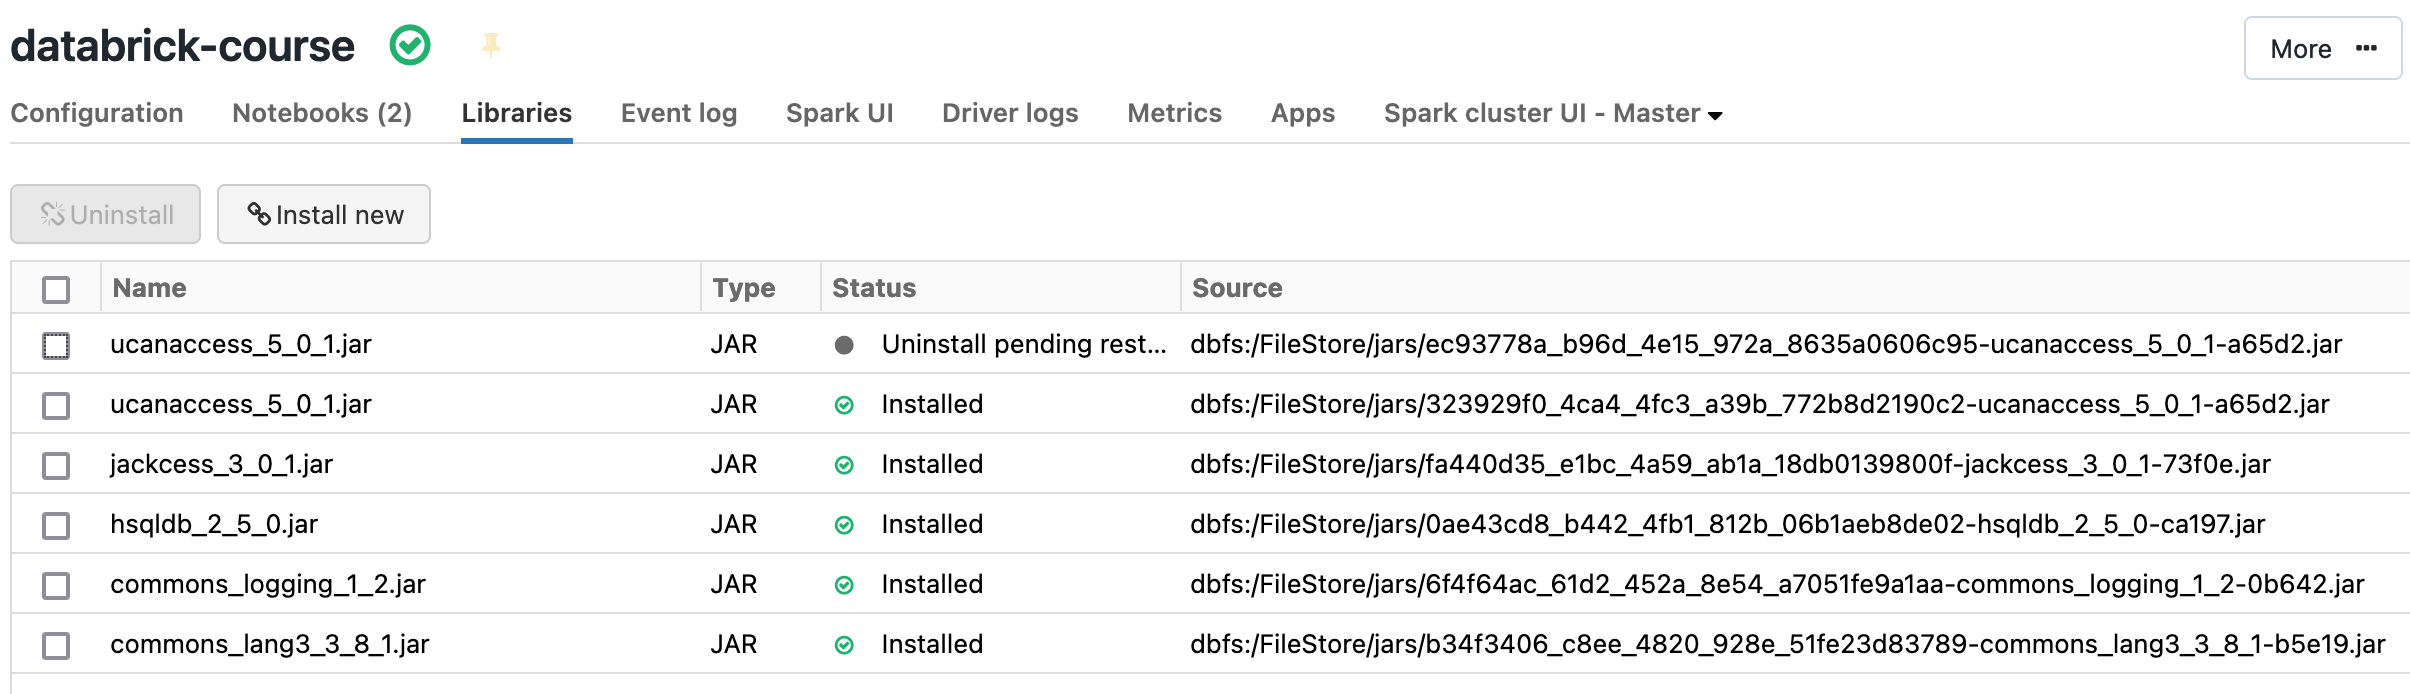 databrick-course
More ...
Configuration Notebooks (2) Libraries Event log Spark UI Driver logs Metrics Apps Spark cluster UI - Master
Uninstall Install new
Name Type Status Source
ucanaccess_5_0_1.jar JAR Uninstall pending rest... dbfs:/FileStore/jars/ec93778a_b96d_4e15_972a_8635a0606c95-ucanaccess_5_0_1-a65d2.jar
ucanaccess_5_0_1.jar JAR Installed dbfs:/FileStore/jars/323929f0_4ca4_4fc3_a39b_772b8d2190c2-ucanaccess_5_0_1-a65d2.jar
jackcess_3_0_1.jar JAR Installed dbfs:/FileStore/jars/fa440d35_e1bc_4a59_ab1a_18db0139800f-jackcess_3_0_1-73f0e.jar
hsqldb_2_5_0.jar JAR Installed dbfs:/FileStore/jars/0ae43cd8_b442_4fb1_812b_06b1aeb8de02-hsqldb_2_5_0-ca197.jar
commons_logging_1_2.jar JAR Installed dbfs:/FileStore/jars/6f4f64ac_61d2_452a_8e54_a7051fe9a1aa-commons_logging_1_2-0b642.jar
commons_lang3_3_8_1.jar JAR Installed dbfs:/FileStore/jars/b34f3406_c8ee_4820_928e_51fe23d83789-commons_lang3_3_8_1-b5e19.jar